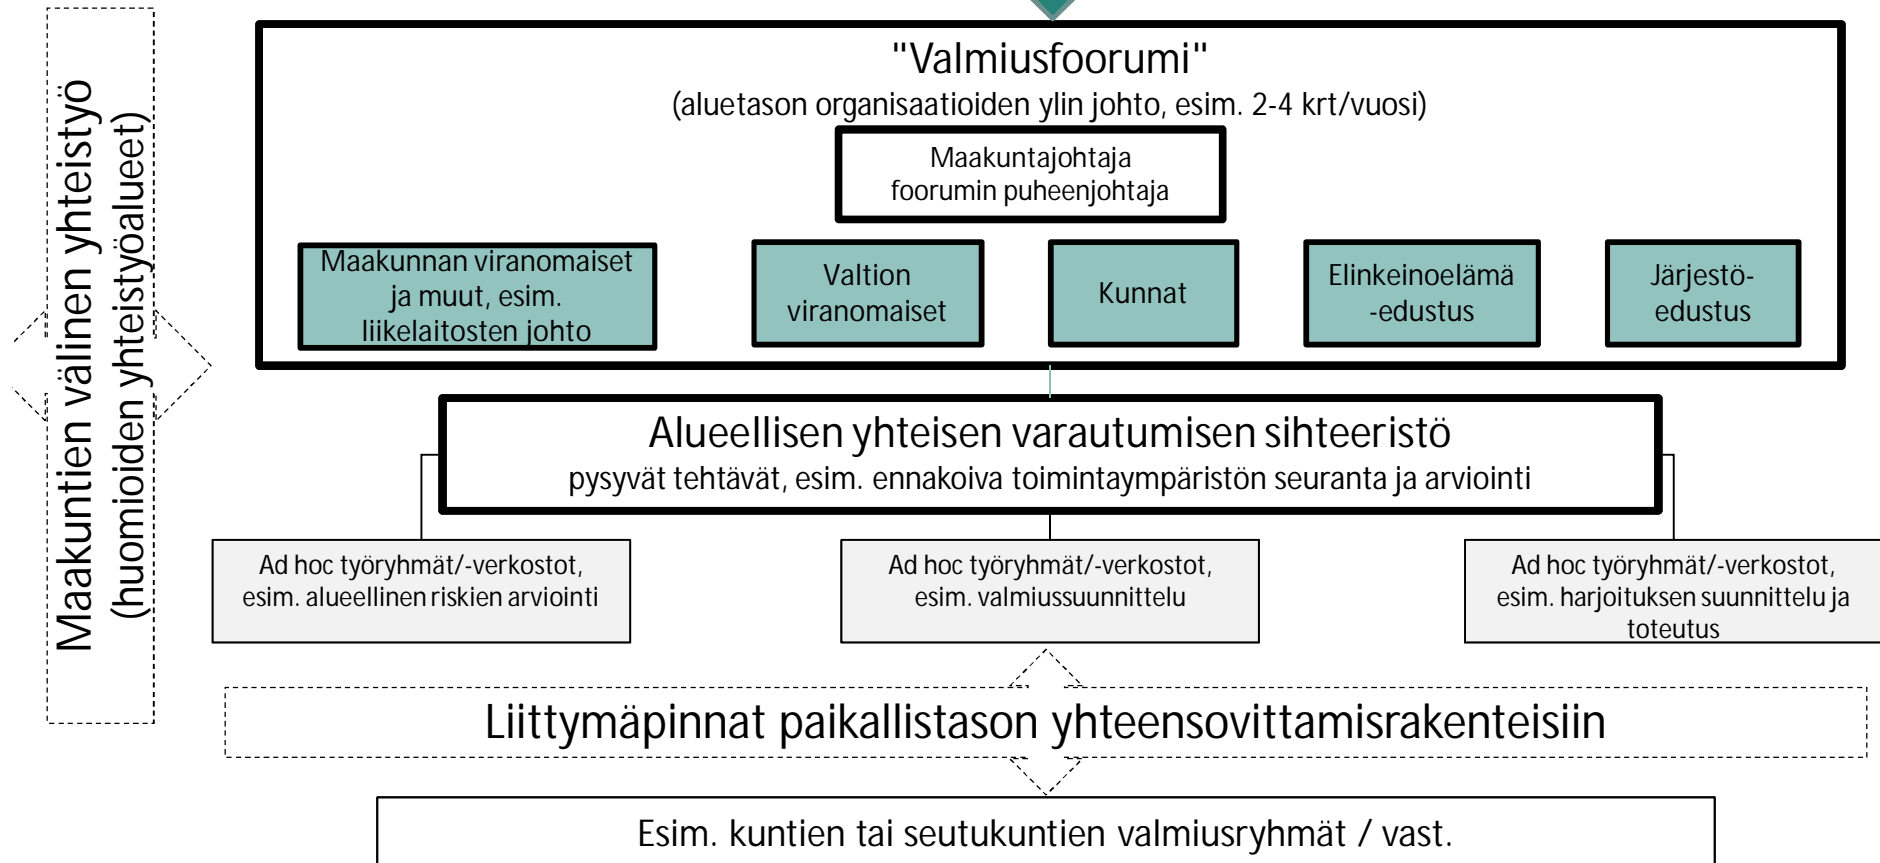 Maakuntien välinen yhteistyö
(huomioiden yhteistyöalueet)
"Valmiusfoorumi"
(aluetason organisaatioiden ylin johto, esim. 2-4 krt/vuosi)
Maakuntajohtaja
foorumin puheenjohtaja
Maakunnan viranomaiset
ja muut, esim.
liikelaitosten johto
Valtion
viranomaiset
Kunnat
Elinkeinoelämä
-edustus
Järjestö-
edustus
Alueellisen yhteisen varautumisen sihteeristö
pysyvät tehtävät, esim. ennakoiva toimintaympäristön seuranta ja arviointi
Ad hoc työryhmät/-verkostot,
esim. alueellinen riskien arviointi
Ad hoc työryhmät/-verkostot,
esim. valmiussuunnittelu
Ad hoc työryhmät/-verkostot,
esim. harjoituksen suunnittelu ja
toteutus
Liittymäpinnat paikallistason yhteensovittamisrakenteisiin
Esim. kuntien tai seutukuntien valmiusryhmät / vast.